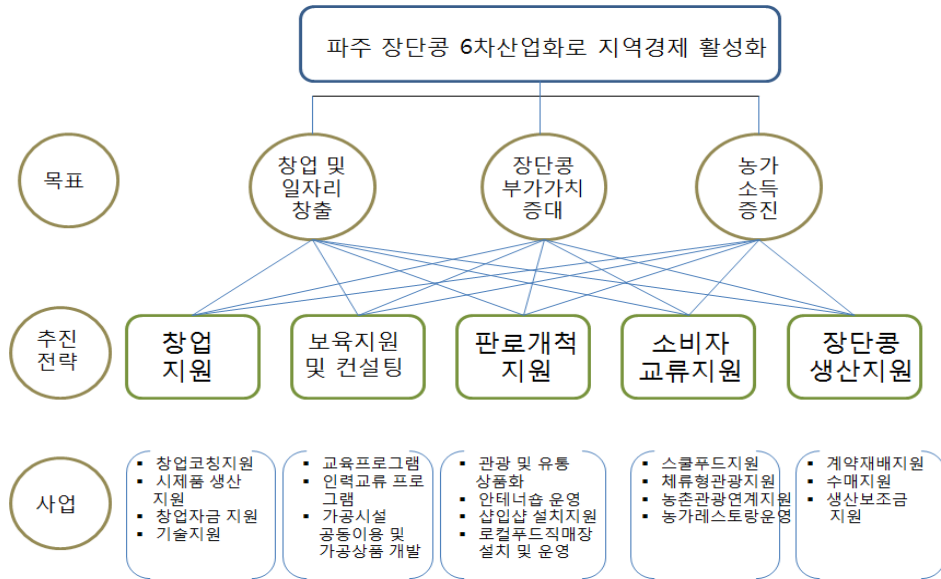 파주 장단콩 6차산업화로 지역경제 활성화
목표
창업 및
일자리
창출
장단콩
부가가치
증대
농가
소득
증진
추진
전략
창업
지원
보육지원
및 컨설팅
판로개척
지원
소비자
교류지원
장단콩
생산지원
사업
▪ 창업코칭지원
▪ 시제품 생산
지원
▪ 창업자금 지원
▪ 기술지원
▪ 교육프로그램
▪ 인력교류 프로
그램
▪ 가공시설
공동이용 및
가공상품 개발
▪ 관광 및 유통
상품화
▪ 안테너숍 운영
▪ 샵입샵 설치지원
▪ 로컬푸드직매장
설치 및 운영
▪ 스쿨푸드지원
▪ 체류형관광지원
▪ 농촌관광연계지원
▪ 농가레스토랑운영
▪ 계약재배지원
▪ 수매지원
▪ 생산보조금
지원